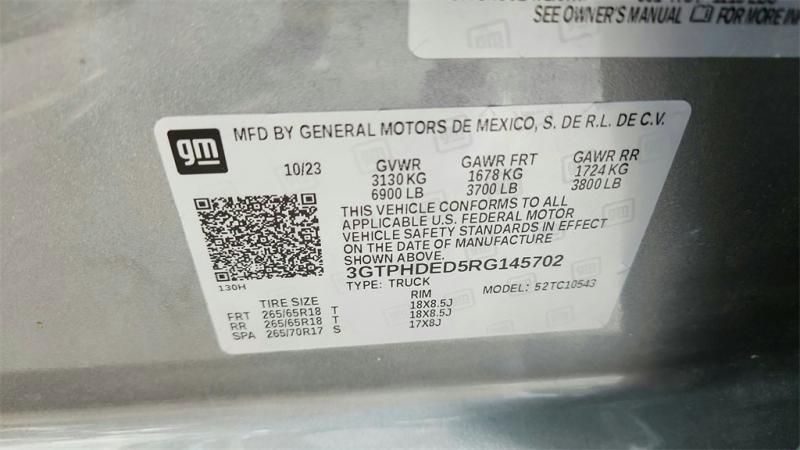 SEE OWNER'S MANUAL FOR MORE IN
gm
MFD BY GENERAL MOTORS DE MEXICO, S. DE R.L. DE C.V.
10/23 GVWR GAWR FRT GAWR RR
3130 KG 1678 KG 1724 KG
6900 LB 3700 LB 3800 LB
THIS VEHICLE CONFORMS TO ALL
APPLICABLE U.S. FEDERAL MOTOR
VEHICLE SAFETY STANDARDS IN EFFECT
ON THE DATE OF MANUFACTURE
SHOWN ABOVE.
3GTPHDED5RG145702
130H
TYPE: TRUCK MODEL: 52TC10543
TIRE SIZE RIM
FRT 265/65R18 T 18X8.5J
RR 265/65R18 T 18X8.5J
SPA 265/70R17 S 17X8J